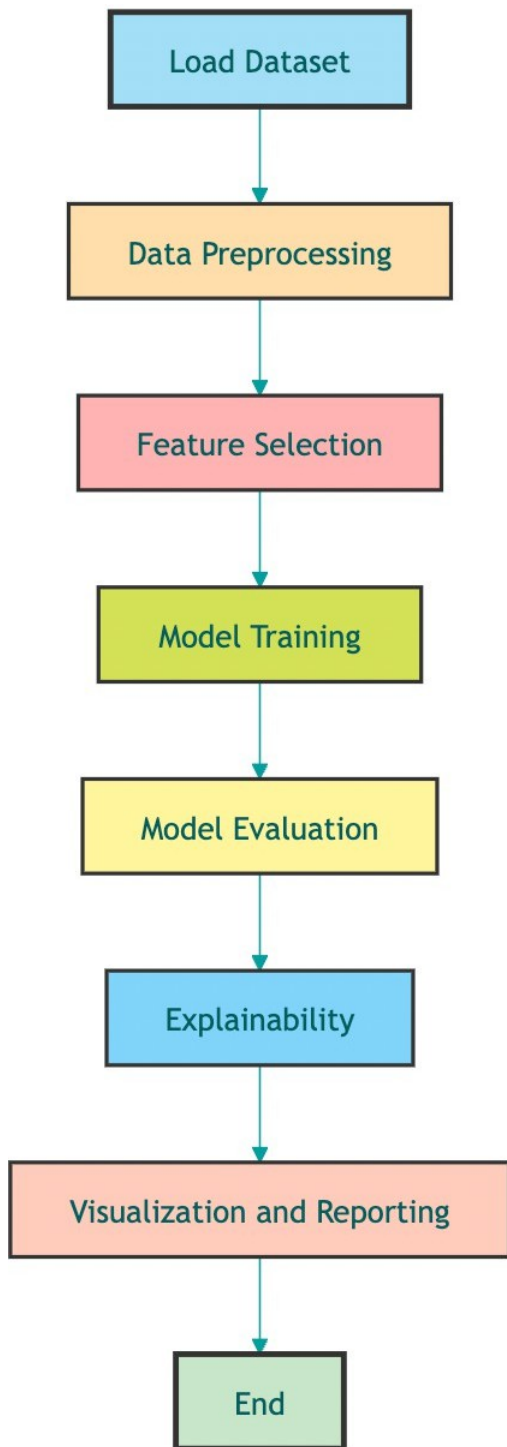 Load Dataset
Data Preprocessing
Feature Selection
Model Training
Model Evaluation
Explainability
Visualization and Reporting
End